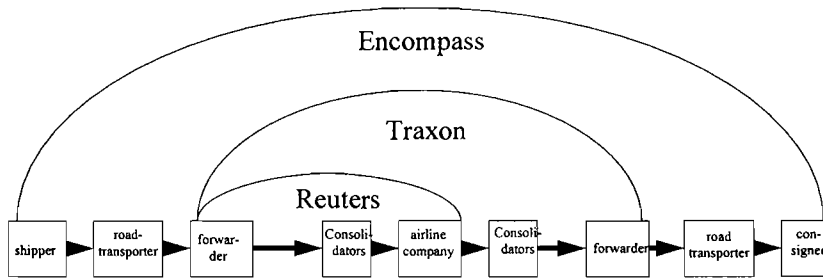 Encompass
Traxon
Reuters
shipper
road-
transporter
forwar-
der
Consoli-
dators
airline
company
Consoli-
dators
forwarder
road
transporter
con-
signee